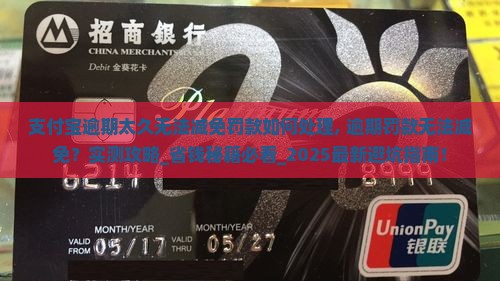 招商銀行
CHINA MERCHANTS
Debit 金葵花卡
支付宝逾期太久无法减免罚款如何处理, 逾期罚款无法减
免？实测攻略_省钱秘籍必看_2025最新避坑指南！
8999
MONTH/YEAR MONTH/YEAR
VALID FROM 05/17 VALID THRU 05/27
UnionPay
银联